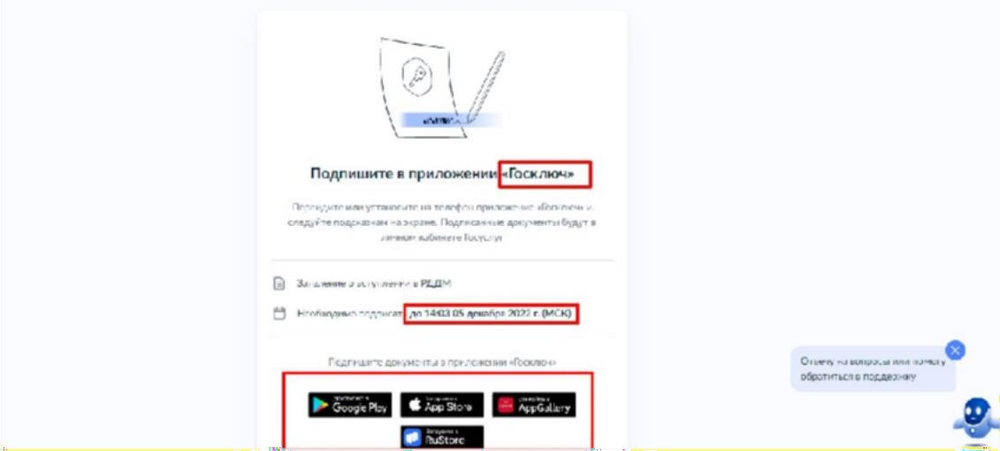 Подпишите в приложении «Госключ»
Перейдите или установите на телефон приложение «Госключ» и
следуйте подсказкам на экране. Подписанные документы будут в
личном кабинете Госуслуг
Заявление о вступлении в РДДМ
Необходимо подписать до 14:03 05 декабря 2022 г. (МСК)
Подпишите документы в приложении «Госключ»
Google Play
App Store
AppGallery
RuStore
Отвечу на вопросы или помогу
обратиться в поддержку